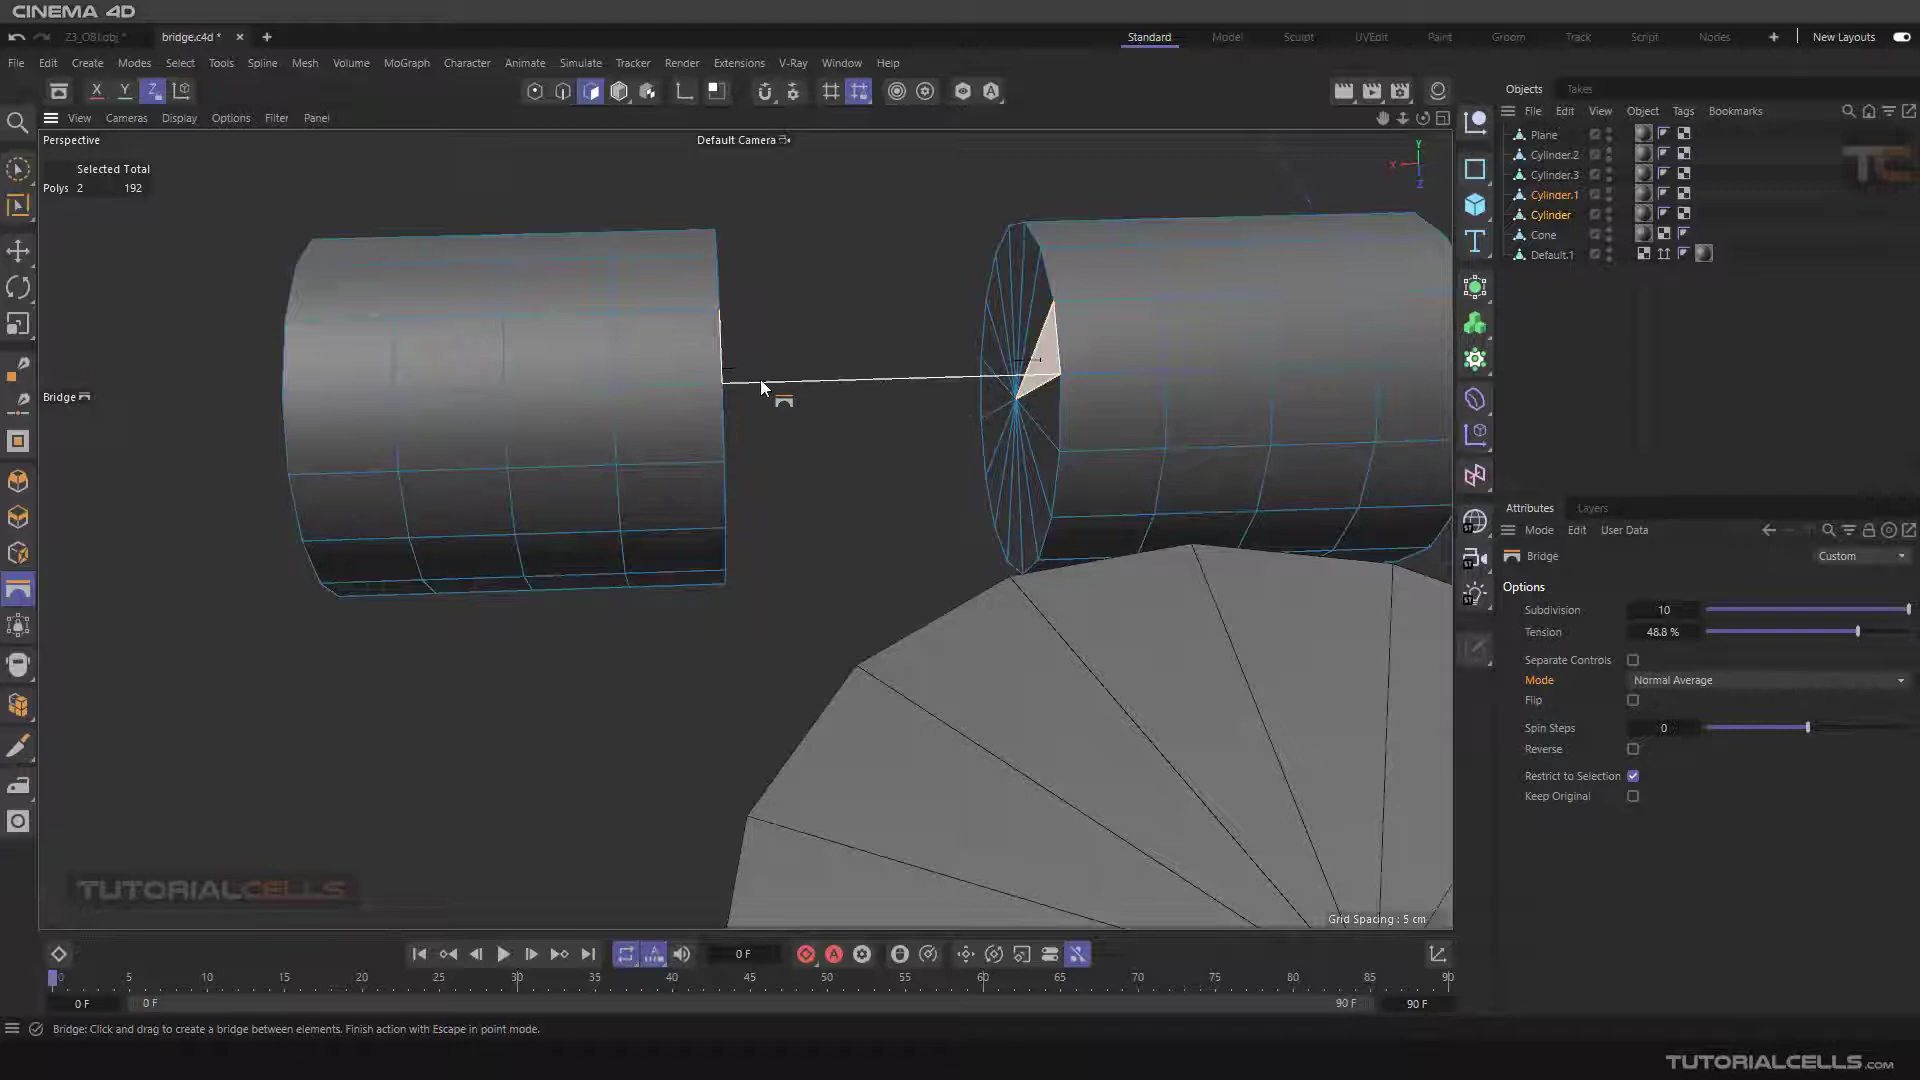 CINEMA 4D
Z3_OBJ.obj *
bridge.c4d *
Standard
Model
Sculpt
UVEdit
Paint
Groom
Track
Script
Nodes
New Layouts
File Edit Create Modes Select Tools Spline Mesh Volume MoGraph Character Animate Simulate Tracker Render Extensions V-Ray Window Help
X Y Z
View Cameras Display Options Filter Panel
Perspective
Default Camera
Selected Total
Polys 2 192
Y
X
Z
Bridge
TUTORIALCELLS
Grid Spacing : 5 cm
Objects Takes
File Edit View Object Tags Bookmarks
Plane
Cylinder.2
Cylinder.3
Cylinder.1
Cylinder
Cone
Default.1
TC
Attributes Layers
Mode Edit User Data
Bridge
Custom
Options
Subdivision 10
Tension 48.8 %
Separate Controls
Mode Normal Average
Flip
Spin Steps 0
Reverse
Restrict to Selection
Keep Original
0 F
0 5 10 15 20 25 30 35 40 45 50 55 60 65 70 75 80 85 90
0 F 0 F 90 F 90 F
Bridge: Click and drag to create a bridge between elements. Finish action with Escape in point mode.
TUTORIALCELLS.com